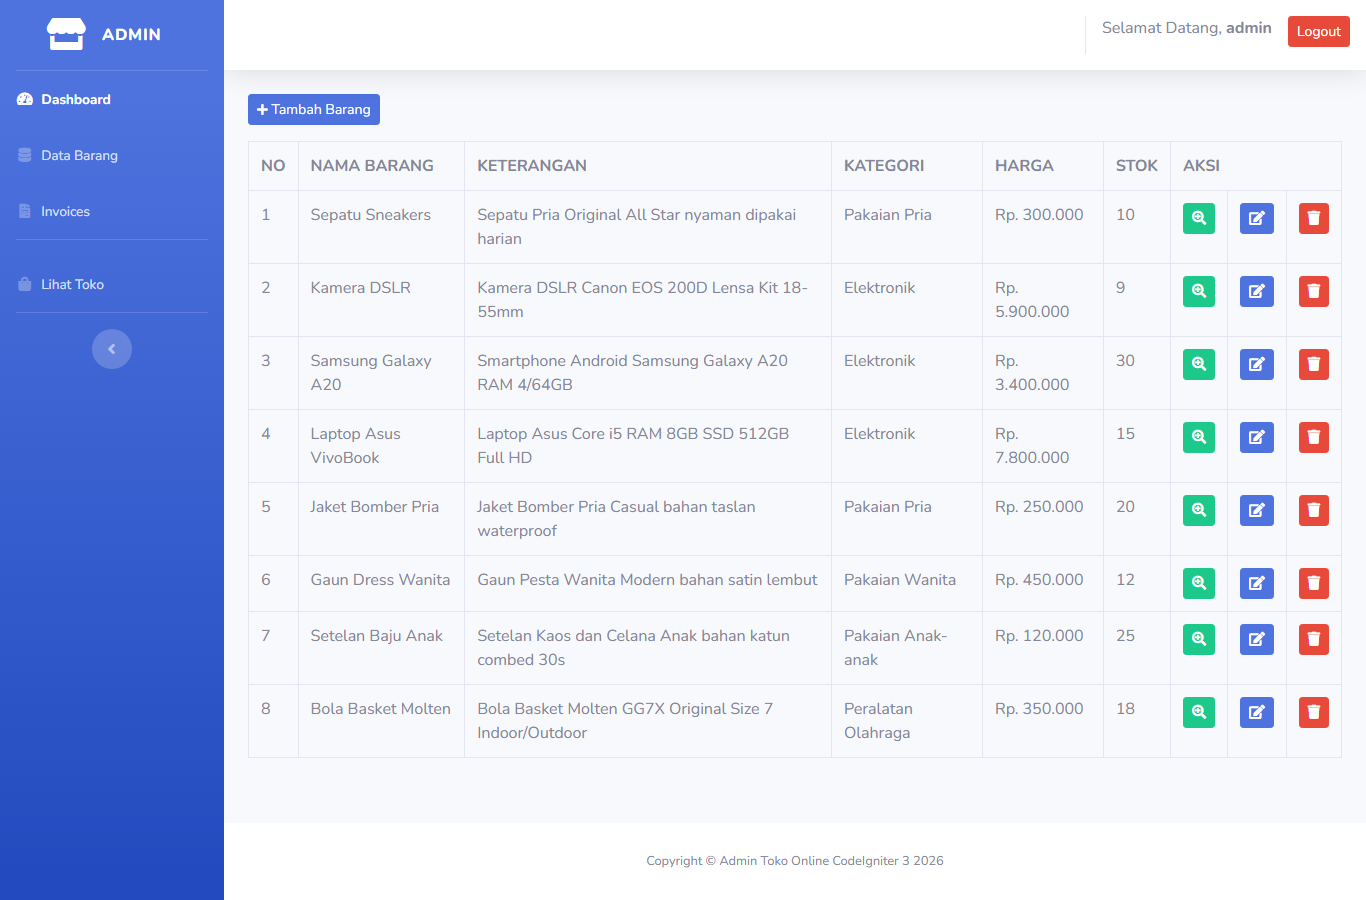 ADMIN
Selamat Datang, admin
Logout
Dashboard
Data Barang
Invoices
Lihat Toko
Tambah Barang
NO NAMA BARANG KETERANGAN KATEGORI HARGA STOK AKSI
1 Sepatu Sneakers Sepatu Pria Original All Star nyaman dipakai Pakaian Pria Rp. 300.000 10
harian
2 Kamera DSLR Kamera DSLR Canon EOS 200D Lensa Kit 18- Elektronik Rp. 9
55mm 5.900.000
3 Samsung Galaxy Smartphone Android Samsung Galaxy A20 Elektronik Rp. 30
A20 RAM 4/64GB 3.400.000
4 Laptop Asus Laptop Asus Core i5 RAM 8GB SSD 512GB Elektronik Rp. 15
VivoBook Full HD 7.800.000
5 Jaket Bomber Pria Jaket Bomber Pria Casual bahan taslan Pakaian Pria Rp. 250.000 20
waterproof
6 Gaun Dress Wanita Gaun Pesta Wanita Modern bahan satin lembut Pakaian Wanita Rp. 450.000 12
7 Setelan Baju Anak Setelan Kaos dan Celana Anak bahan katun Pakaian Anak- Rp. 120.000 25
combed 30s anak
8 Bola Basket Molten Bola Basket Molten GG7X Original Size 7 Peralatan Rp. 350.000 18
Indoor/Outdoor Olahraga
Copyright © Admin Toko Online CodeIgniter 3 2026